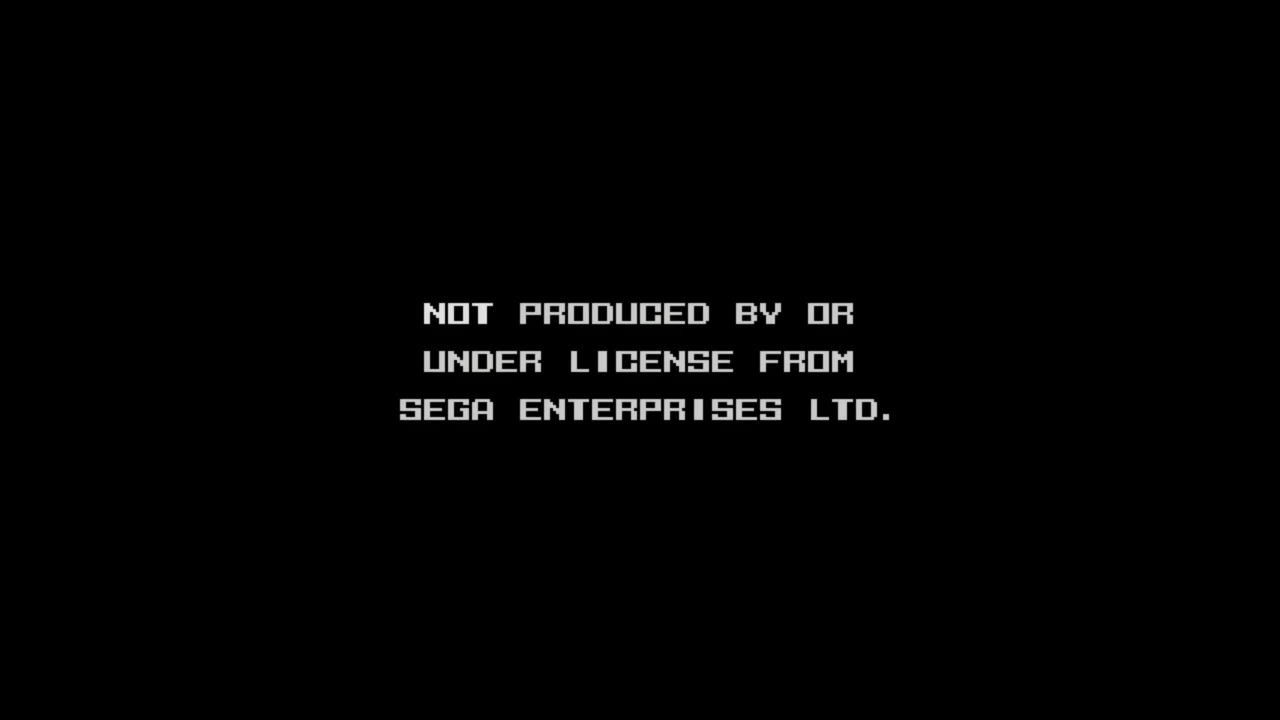 NOT PRODUCED BY OR
UNDER LICENSE FROM
SEGA ENTERPRISES LTD.